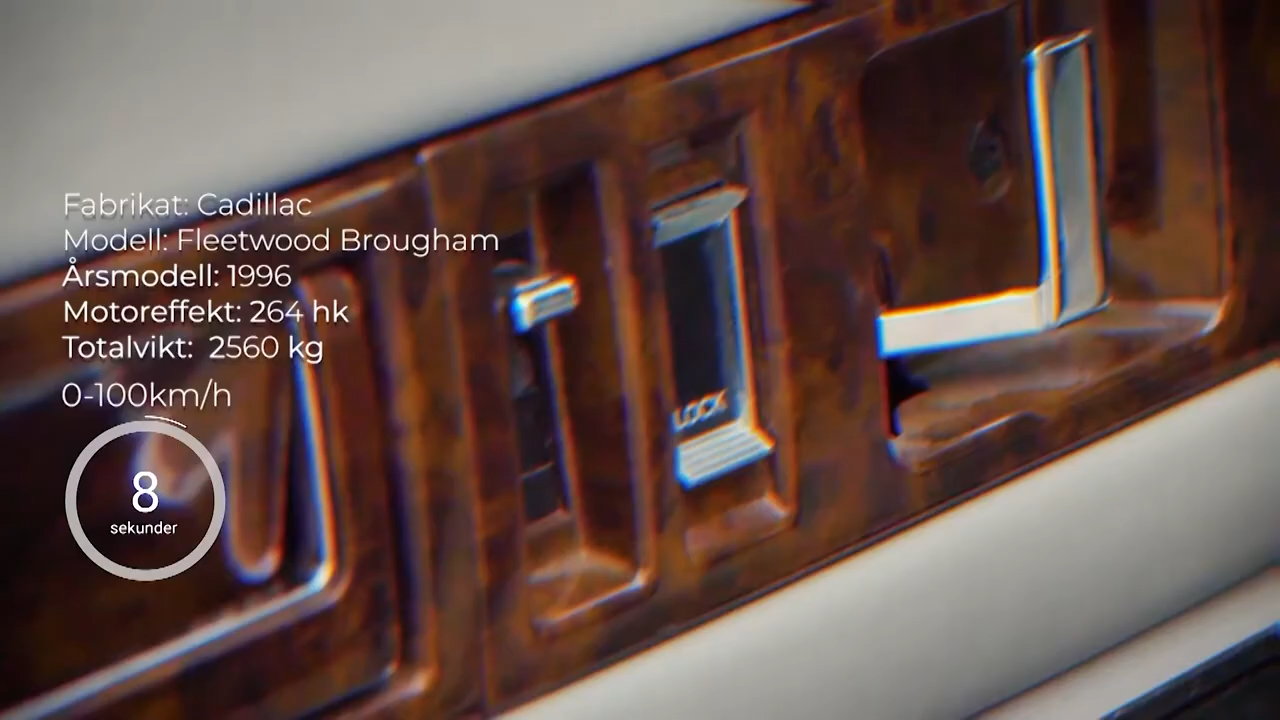 Fabrikat: Cadillac
Modell: Fleetwood Brougham
Årsmodell: 1996
Motoreffekt: 264 hk
Totalvikt: 2560 kg
0-100km/h
8
sekunder
LOCK